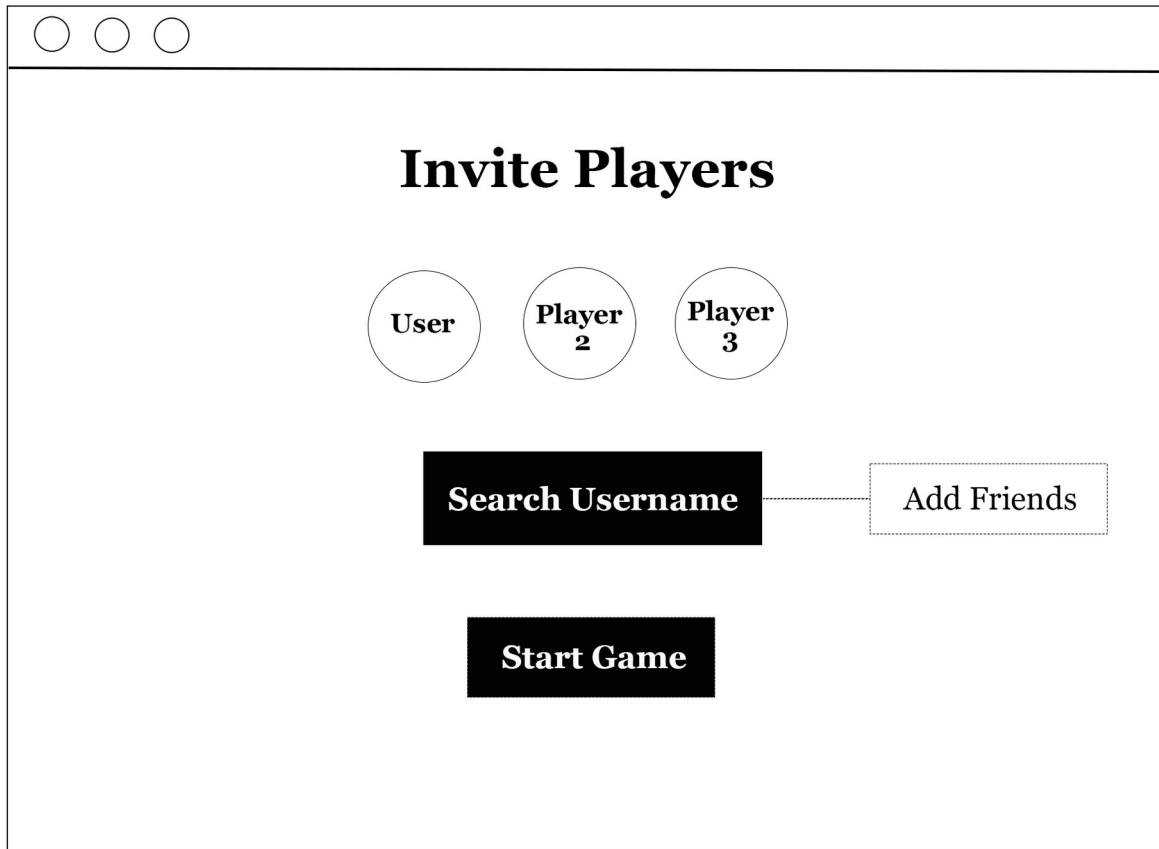 Invite Players
User
Player
2
Player
3
Search Username
Add Friends
Start Game